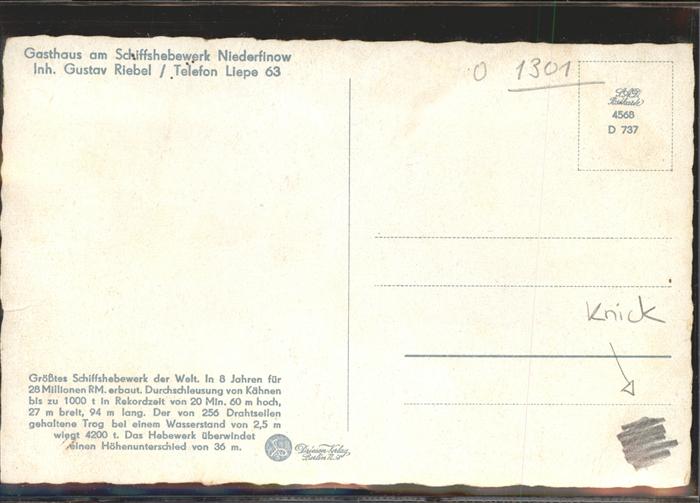 Gasthaus am Schiffshebewerk Niederfinow
Inh. Gustav Riebel / Telefon Liepe 63
0 1301
4568
D 737
Knick
Größtes Schiffshebewerk der Welt. In 8 Jahren für
28 Millionen RM. erbaut. Durchschleusung von Kähnen
bis zu 1000 t in Rekordzeit von 20 Min. 60 m hoch,
27 m breit, 94 m lang. Der von 256 Drahtseilen
gehaltene Trog bei einem Wasserstand von 2,5 m
wiegt 4200 t. Das Hebewerk überwindet
einen Höhenunterschied von 36 m.
Verlag
Berlin